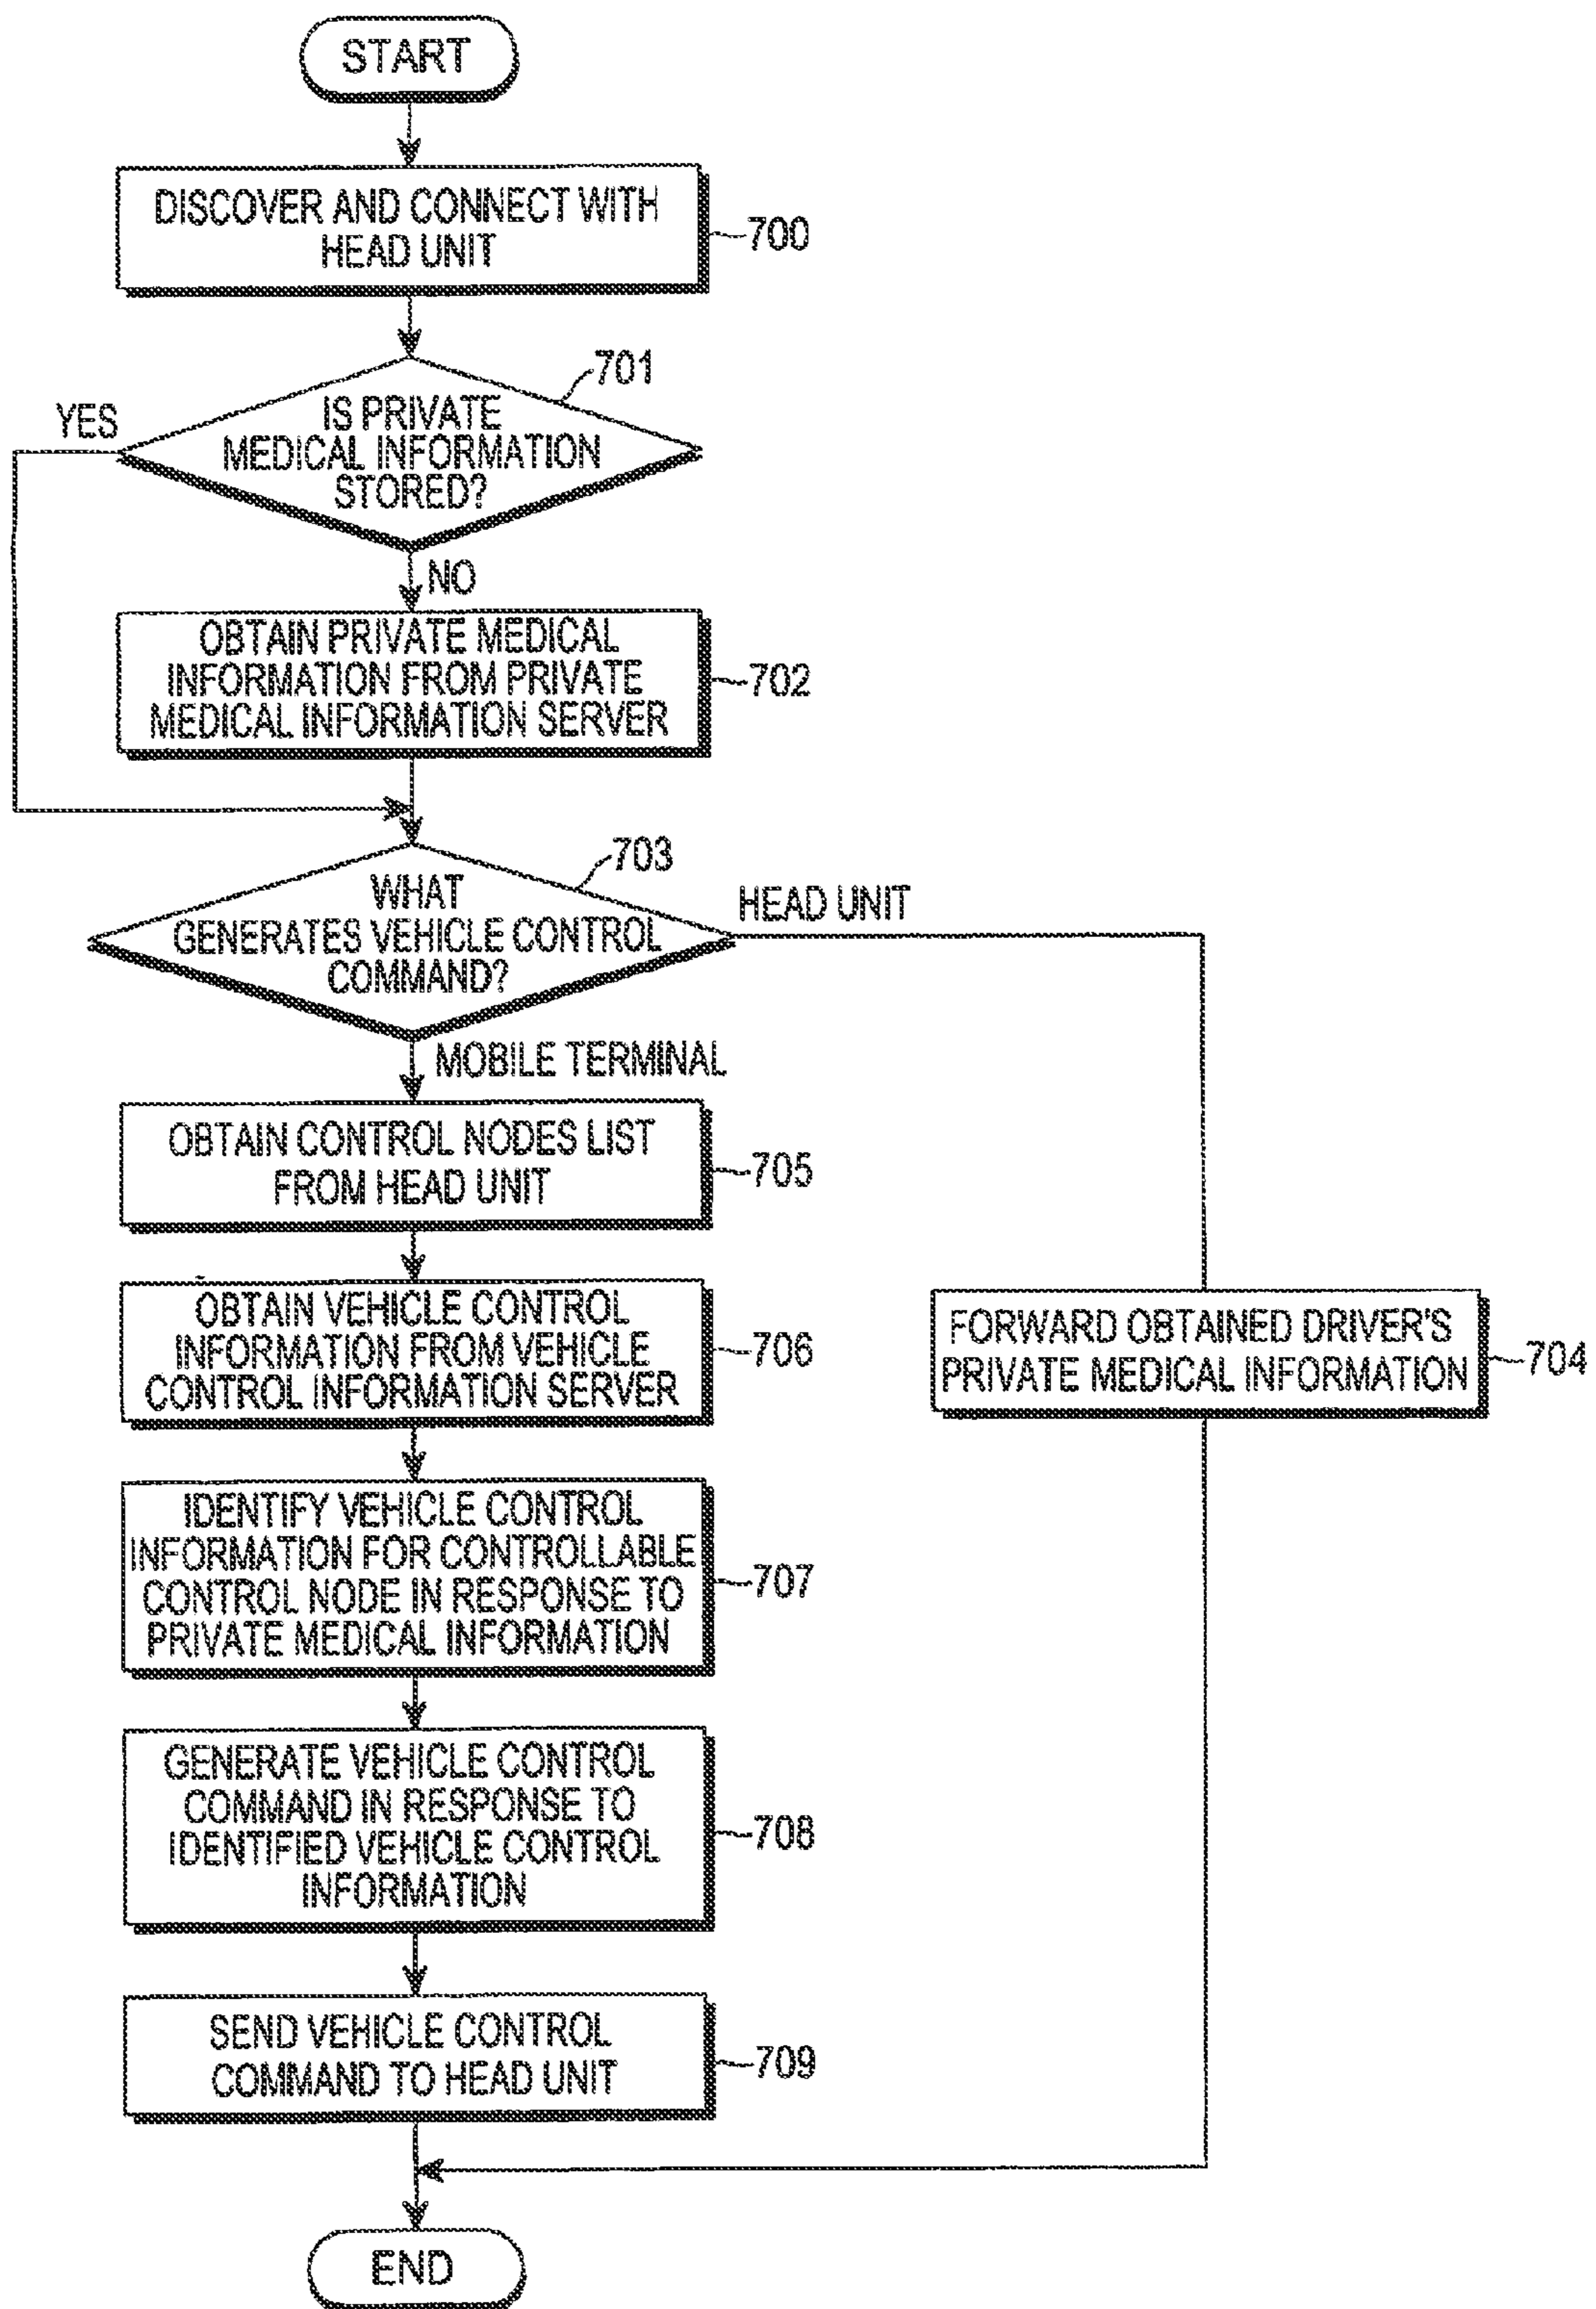 START
DISCOVER AND CONNECT WITH
HEAD UNIT
700
701
YES
IS PRIVATE
MEDICAL INFORMATION
STORED?
NO
OBTAIN PRIVATE MEDICAL
INFORMATION FROM PRIVATE
MEDICAL INFORMATION SERVER
702
703
WHAT
GENERATES VEHICLE CONTROL
COMMAND?
HEAD UNIT
MOBILE TERMINAL
OBTAIN CONTROL NODES LIST
FROM HEAD UNIT
705
OBTAIN VEHICLE CONTROL
INFORMATION FROM VEHICLE
CONTROL INFORMATION SERVER
706
FORWARD OBTAINED DRIVER'S
PRIVATE MEDICAL INFORMATION
704
IDENTIFY VEHICLE CONTROL
INFORMATION FOR CONTROLLABLE
CONTROL NODE IN RESPONSE TO
PRIVATE MEDICAL INFORMATION
707
GENERATE VEHICLE CONTROL
COMMAND IN RESPONSE TO
IDENTIFIED VEHICLE CONTROL
INFORMATION
708
SEND VEHICLE CONTROL
COMMAND TO HEAD UNIT
709
END